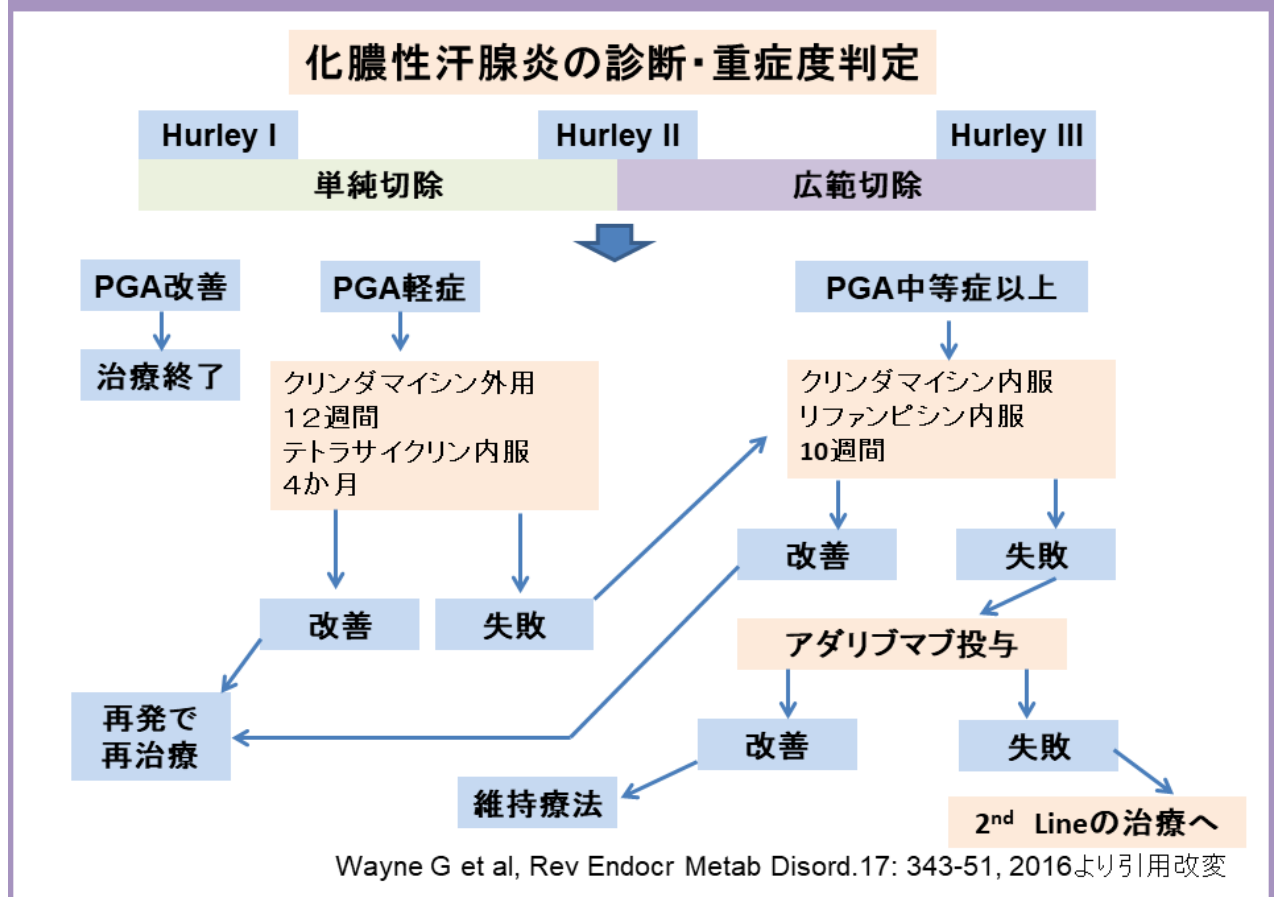 化膿性汗腺炎の診断・重症度判定
Hurley I
Hurley II
Hurley III
単純切除
広範切除
PGA改善
PGA軽症
PGA中等症以上
治療終了
クリンダマイシン外用
12週間
テトラサイクリン内服
4か月
クリンダマイシン内服
リファンピシン内服
10週間
改善
失敗
改善
失敗
アダリブマブ投与
再発で
再治療
改善
失敗
維持療法
2nd Lineの治療へ
Wayne G et al, Rev Endocr Metab Disord.17: 343-51, 2016より引用改変